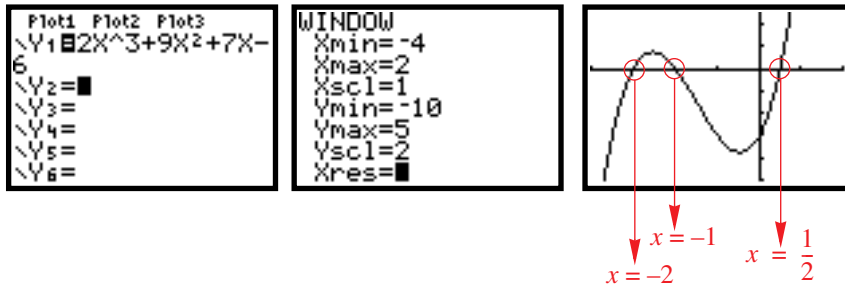 Plot1 Plot2 Plot3
\Y1=2X^3+9X²+7X-
6
\Y2=
\Y3=
\Y4=
\Y5=
\Y6=
WINDOW
Xmin=-4
Xmax=2
Xscl=1
Ymin=-10
Ymax=5
Yscl=2
Xres=
x = –2
x = –1
x = 1/2